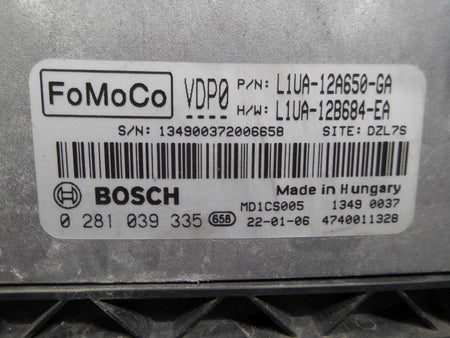 FoMoCo VDP0 P/N: L1UA-12A650-GA
H/W: L1UA-12B684-EA
S/N: 134900372006658 SITE: DZL7S
BOSCH Made in Hungary
MD1CS005 1349 0037
0 281 039 335 658 22-01-06 4740011328